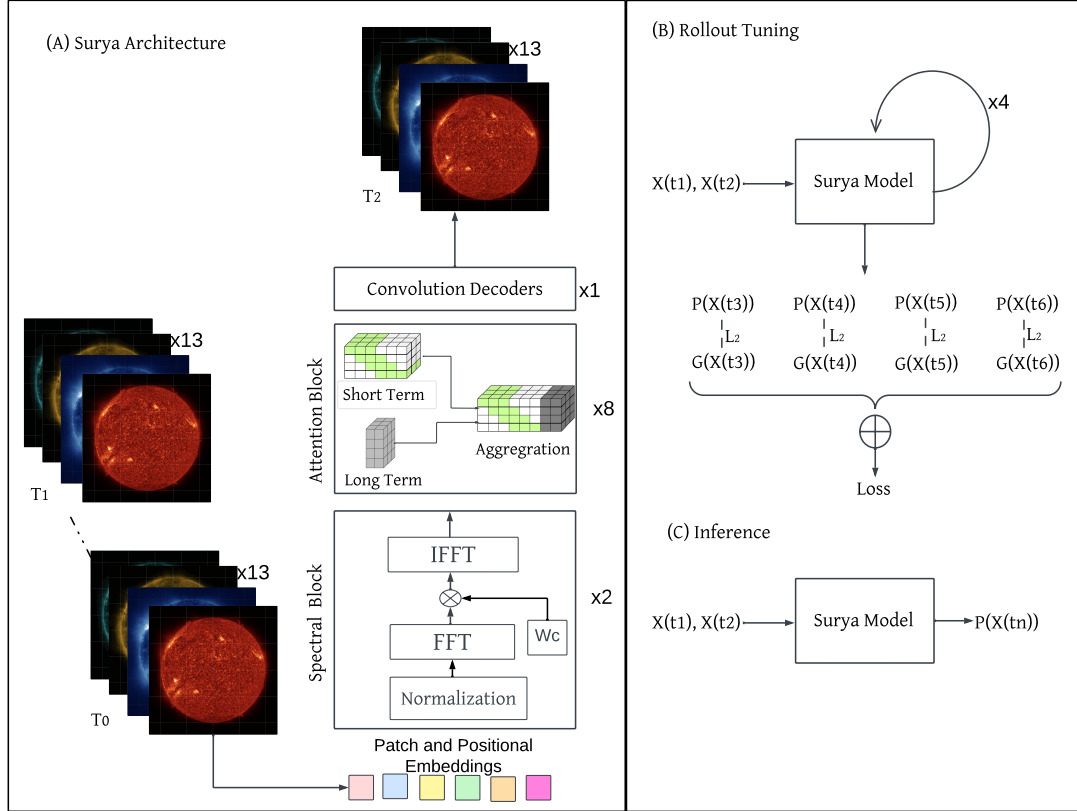 (A) Surya Architecture
x13
T2
Convolution Decoders
x1
x13
T1
Attention Block
Short Term
Long Term
Aggregration
x8
x13
T0
Spectral Block
IFFT
Wc
FFT
Normalization
x2
Patch and Positional
Embeddings
(B) Rollout Tuning
x4
X(t1), X(t2)
Surya Model
P(X(t3)) P(X(t4)) P(X(t5)) P(X(t6))
L2 L2 L2 L2
G(X(t3)) G(X(t4)) G(X(t5)) G(X(t6))
Loss
(C) Inference
X(t1), X(t2)
Surya Model
P(X(tn))